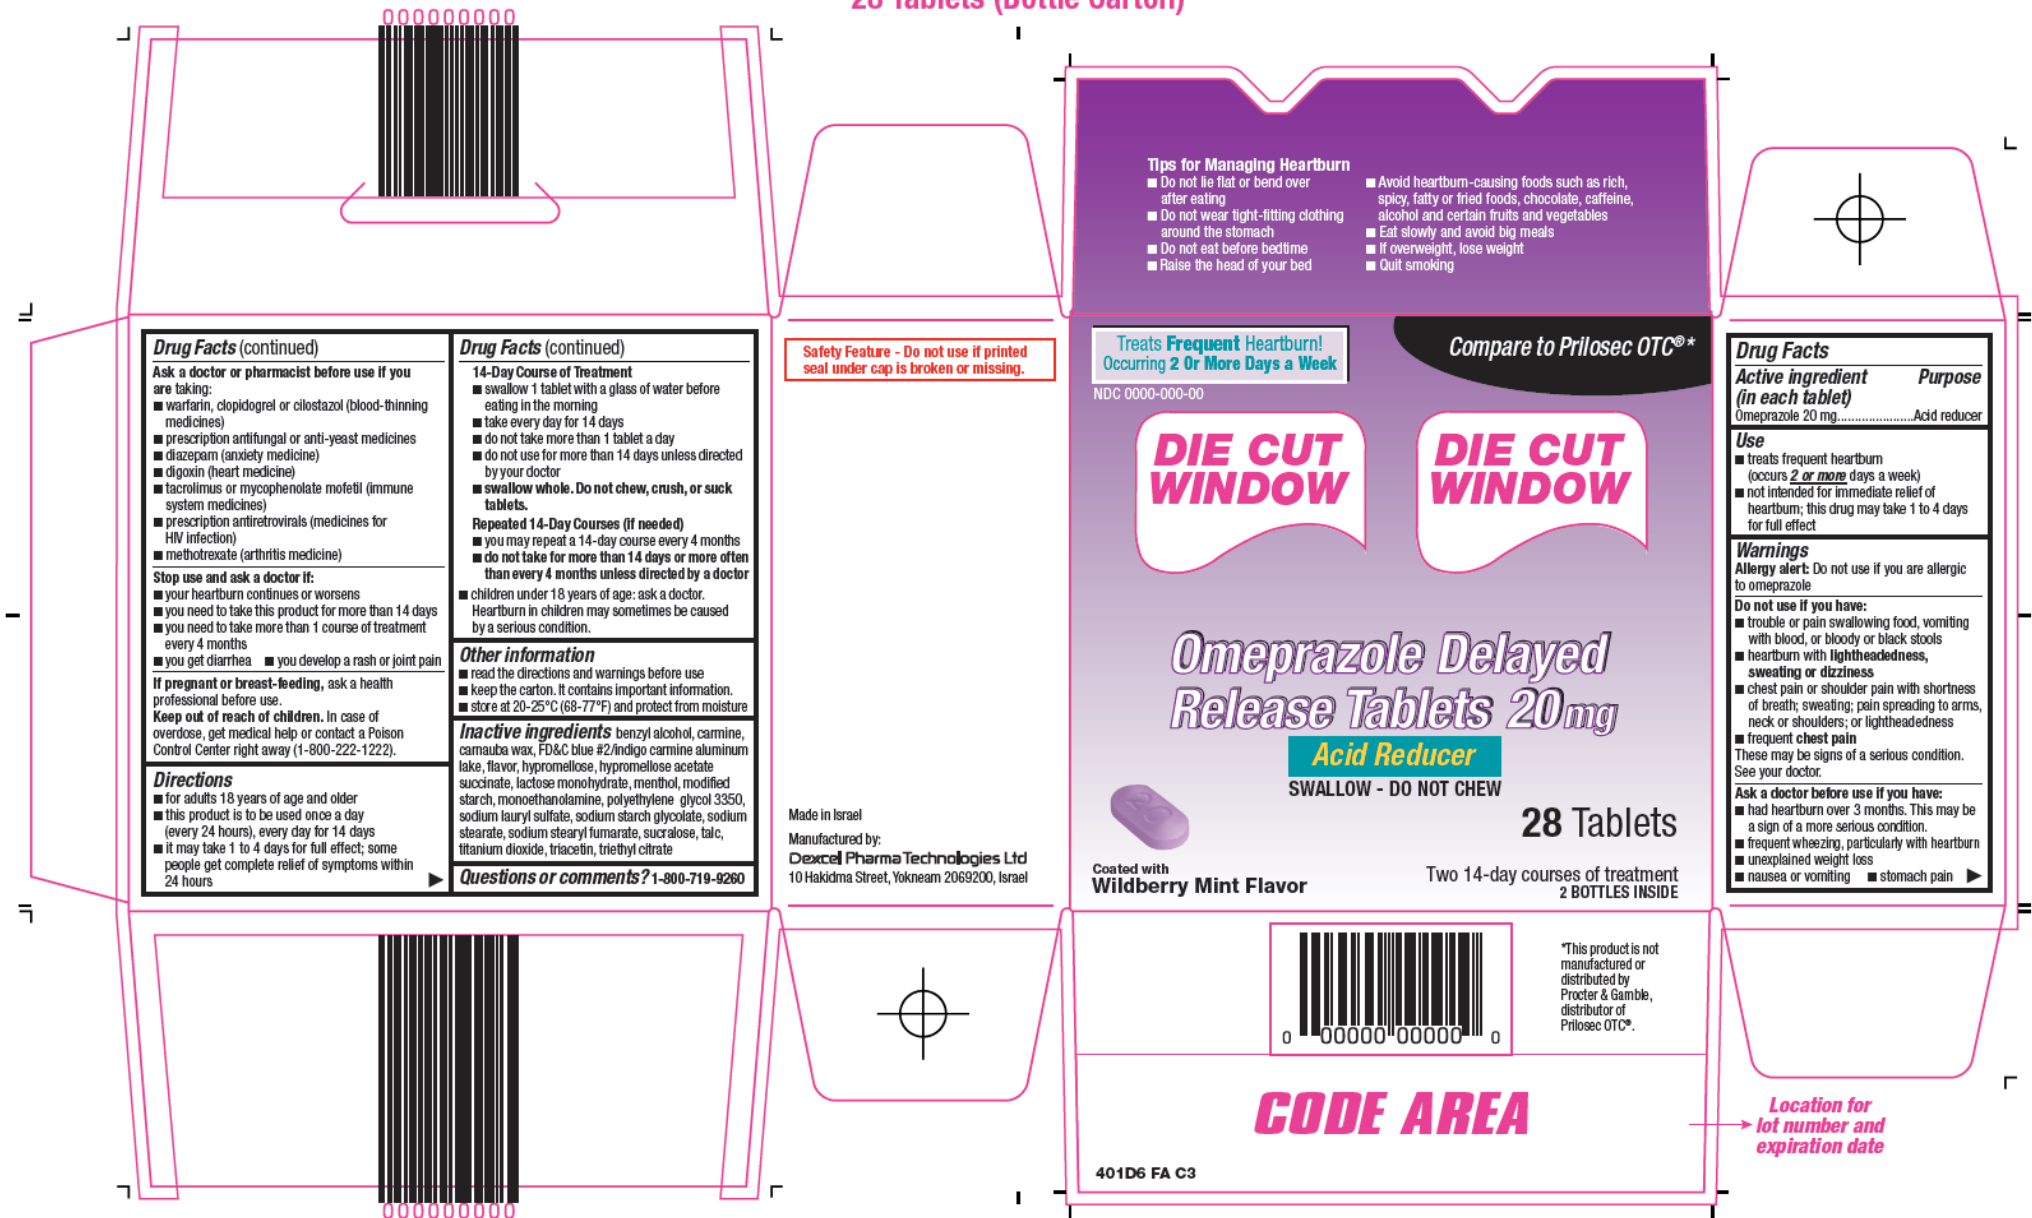 28 Tablets (Bottle Carton)
000000000
Drug Facts (continued)
Ask a doctor or pharmacist before use if you
are taking:
■ warfarin, clopidogrel or cilostazol (blood-thinning
medicines)
■ prescription antifungal or anti-yeast medicines
■ diazepam (anxiety medicine)
■ digoxin (heart medicine)
■ tacrolimus or mycophenolate mofetil (immune
system medicines)
■ prescription antiretrovirals (medicines for
HIV infection)
■ methotrexate (arthritis medicine)
Stop use and ask a doctor if:
■ your heartburn continues or worsens
■ you need to take this product for more than 14 days
■ you need to take more than 1 course of treatment
every 4 months
■ you get diarrhea ■ you develop a rash or joint pain
If pregnant or breast-feeding, ask a health
professional before use.
Keep out of reach of children. In case of
overdose, get medical help or contact a Poison
Control Center right away (1-800-222-1222).
Directions
■ for adults 18 years of age and older
■ this product is to be used once a day
(every 24 hours), every day for 14 days
■ it may take 1 to 4 days for full effect; some
people get complete relief of symptoms within
24 hours
Drug Facts (continued)
14-Day Course of Treatment
■ swallow 1 tablet with a glass of water before
eating in the morning
■ take every day for 14 days
■ do not take more than 1 tablet a day
■ do not use for more than 14 days unless directed
by your doctor
■ swallow whole. Do not chew, crush, or suck
tablets.
Repeated 14-Day Courses (if needed)
■ you may repeat a 14-day course every 4 months
■ do not take for more than 14 days or more often
than every 4 months unless directed by a doctor
■ children under 18 years of age: ask a doctor.
Heartburn in children may sometimes be caused
by a serious condition.
Other information
■ read the directions and warnings before use
■ keep the carton. It contains important information.
■ store at 20-25°C (68-77°F) and protect from moisture
Inactive ingredients benzyl alcohol, carmine,
carnauba wax, FD&C blue #2/indigo carmine aluminum
lake, flavor, hypromellose, hypromellose acetate
succinate, lactose monohydrate, menthol, modified
starch, monoethanolamine, polyethylene glycol 3350,
sodium lauryl sulfate, sodium starch glycolate, sodium
stearate, sodium stearyl fumarate, sucralose, talc,
titanium dioxide, triacetin, triethyl citrate
Questions or comments? 1-800-719-9260
000000000
Safety Feature - Do not use if printed
seal under cap is broken or missing.
Made in Israel
Manufactured by:
Dexcel Pharma Technologies Ltd
10 Hakidma Street, Yokneam 2069200, Israel
Tips for Managing Heartburn
■ Do not lie flat or bend over
after eating
■ Do not wear tight-fitting clothing
around the stomach
■ Do not eat before bedtime
■ Raise the head of your bed
■ Avoid heartburn-causing foods such as rich,
spicy, fatty or fried foods, chocolate, caffeine,
alcohol and certain fruits and vegetables
■ Eat slowly and avoid big meals
■ If overweight, lose weight
■ Quit smoking
Treats Frequent Heartburn!
Occurring 2 Or More Days a Week
Compare to Prilosec OTC®*
NDC 0000-000-00
DIE CUT
WINDOW
DIE CUT
WINDOW
Omeprazole Delayed
Release Tablets 20 mg
Acid Reducer
SWALLOW - DO NOT CHEW
20
28 Tablets
Coated with
Wildberry Mint Flavor
Two 14-day courses of treatment
2 BOTTLES INSIDE
0 00000 00000 0
*This product is not
manufactured or
distributed by
Procter & Gamble,
distributor of
Prilosec OTC®.
CODE AREA
401D6 FA C3
Drug Facts
Active ingredient Purpose
(in each tablet)
Omeprazole 20 mg......................Acid reducer
Use
■ treats frequent heartburn
(occurs 2 or more days a week)
■ not intended for immediate relief of
heartburn; this drug may take 1 to 4 days
for full effect
Warnings
Allergy alert: Do not use if you are allergic
to omeprazole
Do not use if you have:
■ trouble or pain swallowing food, vomiting
with blood, or bloody or black stools
■ heartburn with lightheadedness,
sweating or dizziness
■ chest pain or shoulder pain with shortness
of breath; sweating; pain spreading to arms,
neck or shoulders; or lightheadedness
■ frequent chest pain
These may be signs of a serious condition.
See your doctor.
Ask a doctor before use if you have:
■ had heartburn over 3 months. This may be
a sign of a more serious condition.
■ frequent wheezing, particularly with heartburn
■ unexplained weight loss
■ nausea or vomiting ■ stomach pain
Location for
lot number and
expiration date